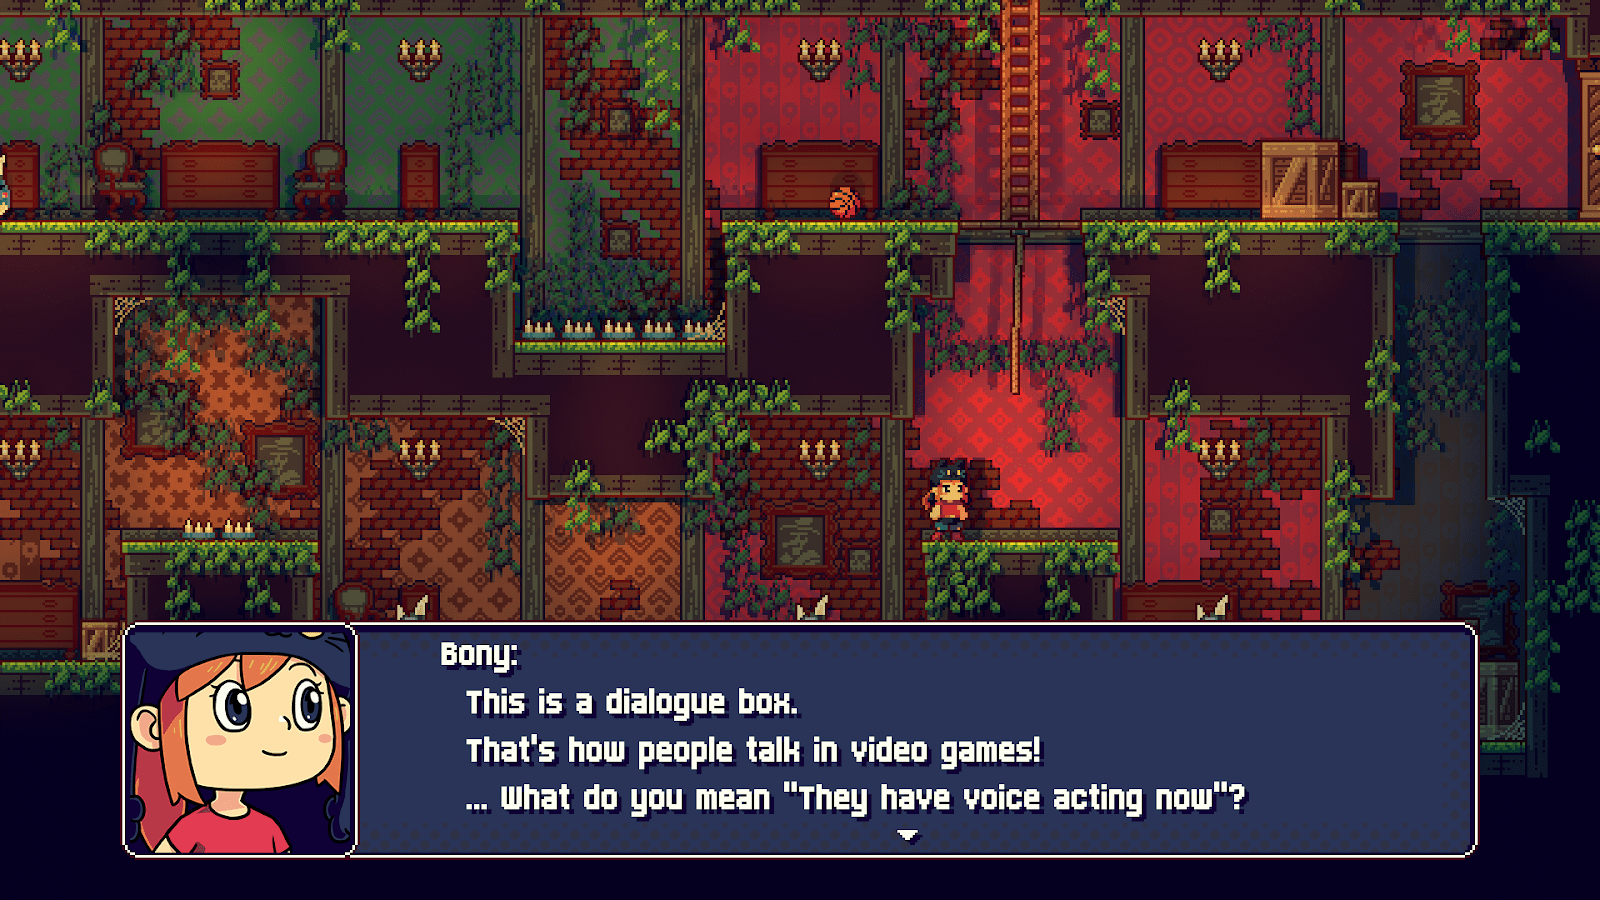 Bony:
This is a dialogue box.
That's how people talk in video games!
... What do you mean "They have voice acting now"?